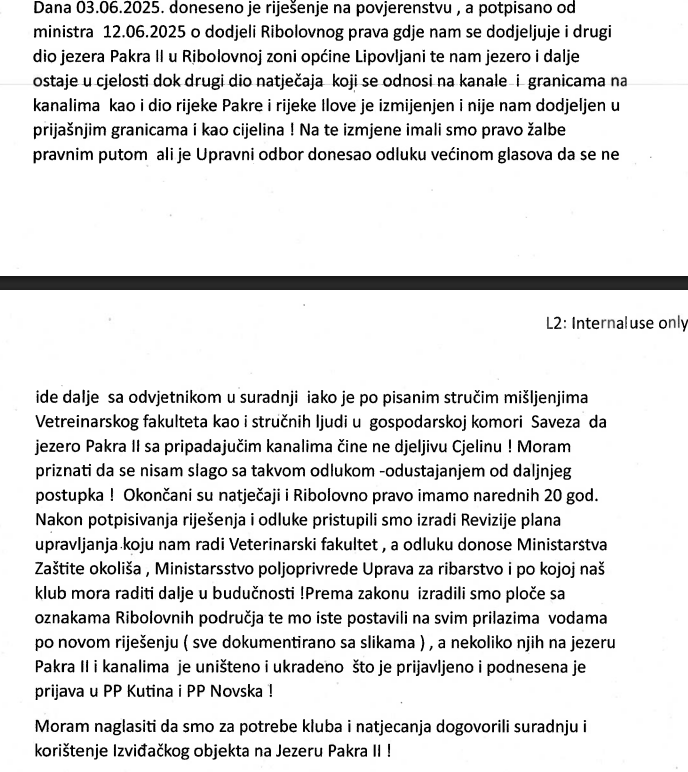 Dana 03.06.2025. doneseno je riješenje na povjerenstvu , a potpisano od
ministra  12.06.2025 o dodjeli Ribolovnog prava gdje nam se dodjeljuje i drugi
dio jezera Pakra II u Ribolovnoj zoni općine Lipovljani te nam jezero i dalje
ostaje u cjelosti dok drugi dio natječaja  koji se odnosi na kanale  i  granicama na
kanalima  kao i dio rijeke Pakre i rijeke Ilove je izmijenjen i nije nam dodjeljen u
prijašnjim granicama i kao cijelina ! Na te izmjene imali smo pravo žalbe
pravnim putom  ali je Upravni odbor donesao odluku većinom glasova da se ne
L2: Internal use only
ide dalje  sa odvjetnikom u suradnji  iako je po pisanim stručim mišljenjima
Vetreinarskog fakulteta kao i stručnih ljudi u  gospodarskoj komori  Saveza  da
jezero Pakra II sa pripadajučim kanalima čine ne djeljivu Cjelinu ! Moram
priznati da se nisam slago sa takvom odlukom -odustajanjem od daljnjeg
postupka !  Okončani su natječaji i Ribolovno pravo imamo narednih 20 god.
Nakon potpisivanja riješenja i odluke pristupili smo izradi Revizije plana
upravljanja koju nam radi Veterinarski fakultet , a odluku donose Ministarstva
Zaštite okoliša , Ministarsstvo poljoprivrede Uprava za ribarstvo i po kojoj naš
klub mora raditi dalje u budučnosti !Prema zakonu  izradili smo ploče sa
oznakama Ribolovnih područja te mo iste postavili na svim prilazima  vodama
po novom riješenju ( sve dokumentirano sa slikama ) , a nekoliko njih na jezeru
Pakra II i kanalima  je uništeno i ukradeno  što je prijavljeno i podnesena je
prijava u PP Kutina i PP Novska !
Moram naglasiti da smo za potrebe kluba i natjecanja dogovorili suradnju i
korištenje Izviđačkog objekta na Jezeru Pakra II !